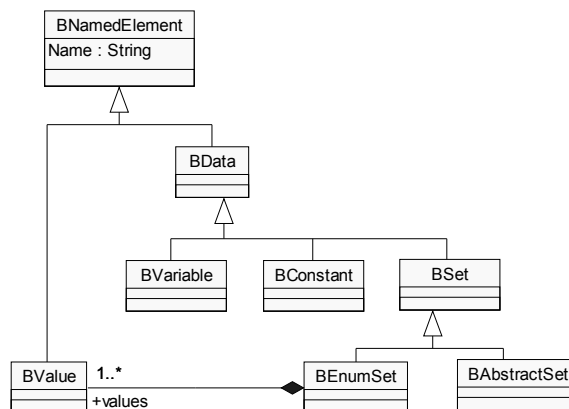 BNamedElement
Name : String
BData
BVariable
BConstant
BSet
BValue
1..*
+values
BEnumSet
BAbstractSet